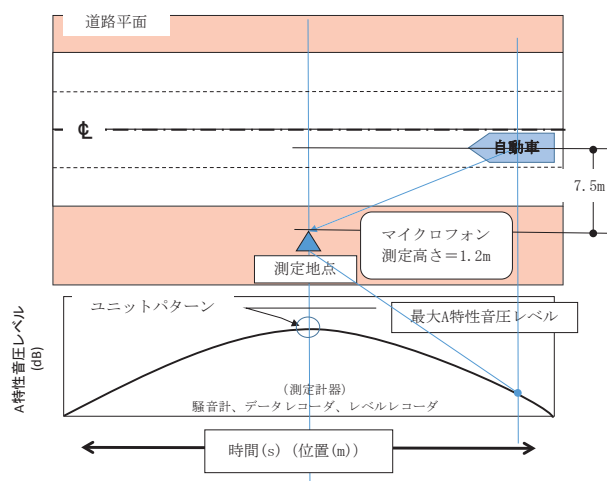 道路平面
℄
自動車
7.5m
マイクロフォン
測定高さ＝1.2m
測定地点
ユニットパターン
最大A特性音圧レベル
A特性音圧レベル
(dB)
(測定計器)
騒音計、データレコーダ、レベルレコーダ
時間(s) (位置(m))